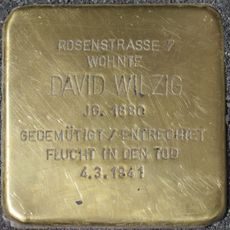 ROSENSTRASSE 7
WOHNTE
DAVID WILZIG
JG. 1880
GEDEMÜTIGT / ENTRECHTET
FLUCHT IN DEN TOD
4.3.1941